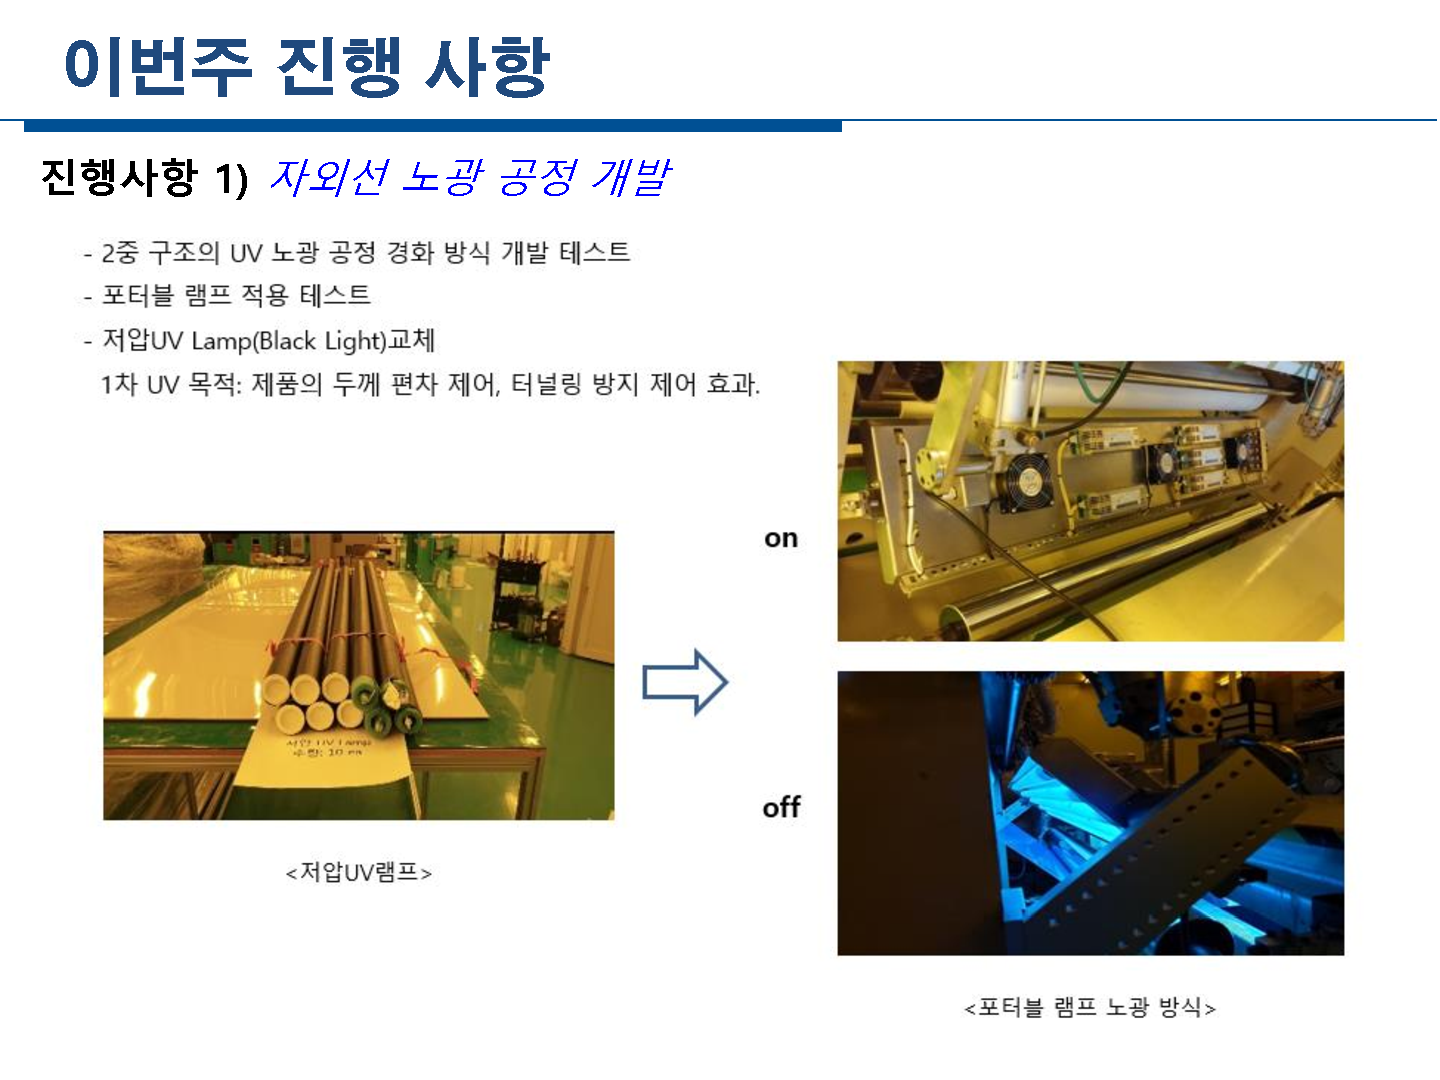 이번주 진행 사항
진행사항 1) 자외선 노광 공정 개발
- 2중 구조의 UV 노광 공정 경화 방식 개발 테스트
- 포터블 램프 적용 테스트
- 저압UV Lamp(Black Light)교체
1차 UV 목적: 제품의 두께 편차 제어, 터널링 방지 제어 효과.
on
저압 UV Lamp
수량: 10 ea
off
<저압UV램프>
<포터블 램프 노광 방식>